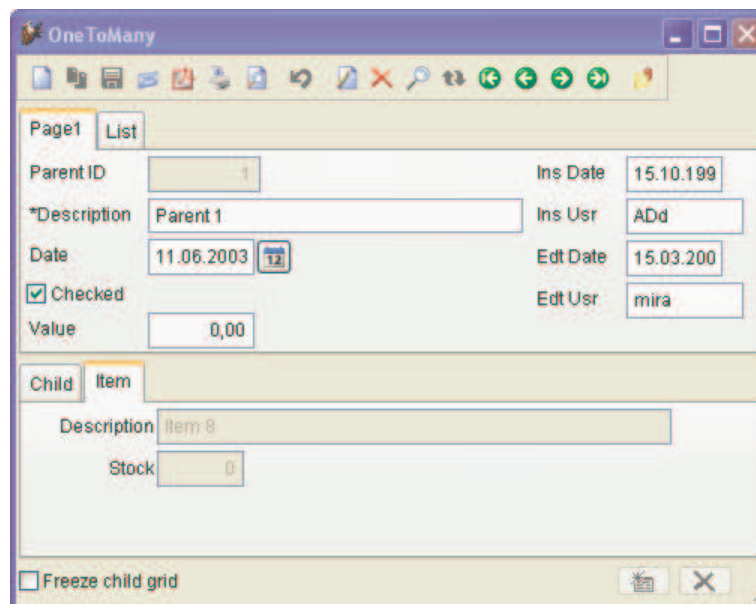 OneToMany
Page1 List
Parent ID 1 Ins Date 15.10.199
*Description Parent 1 Ins Usr ADd
Date 11.06.2003 12 Edt Date 15.03.200
Checked Edt Usr mira
Value 0,00
Child Item
Description Item 8
Stock 0
Freeze child grid